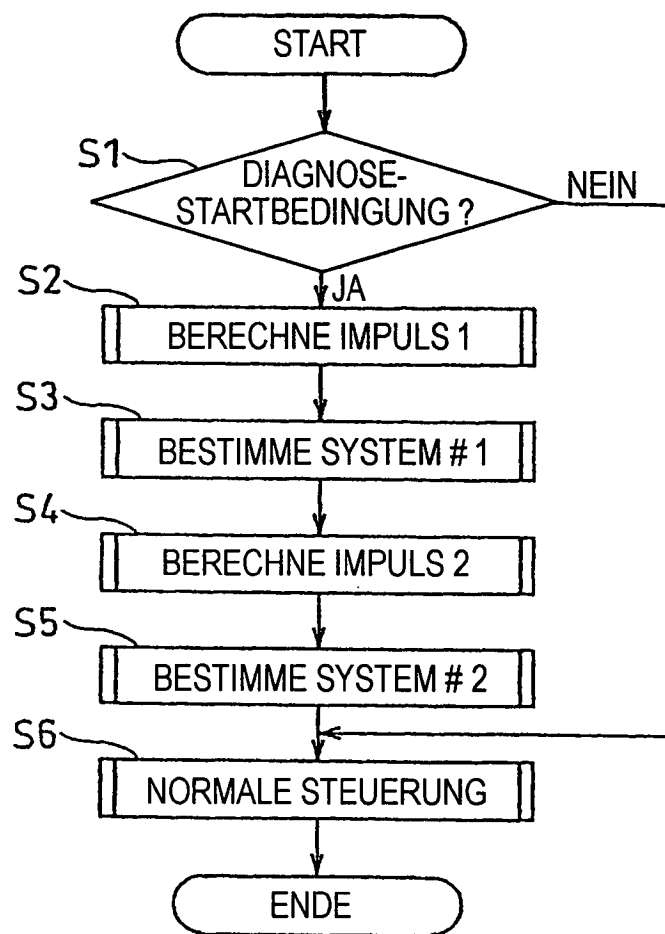 START
S1
DIAGNOSE-
STARTBEDINGUNG ?
NEIN
JA
S2
BERECHNE IMPULS 1
S3
BESTIMME SYSTEM # 1
S4
BERECHNE IMPULS 2
S5
BESTIMME SYSTEM # 2
S6
NORMALE STEUERUNG
ENDE